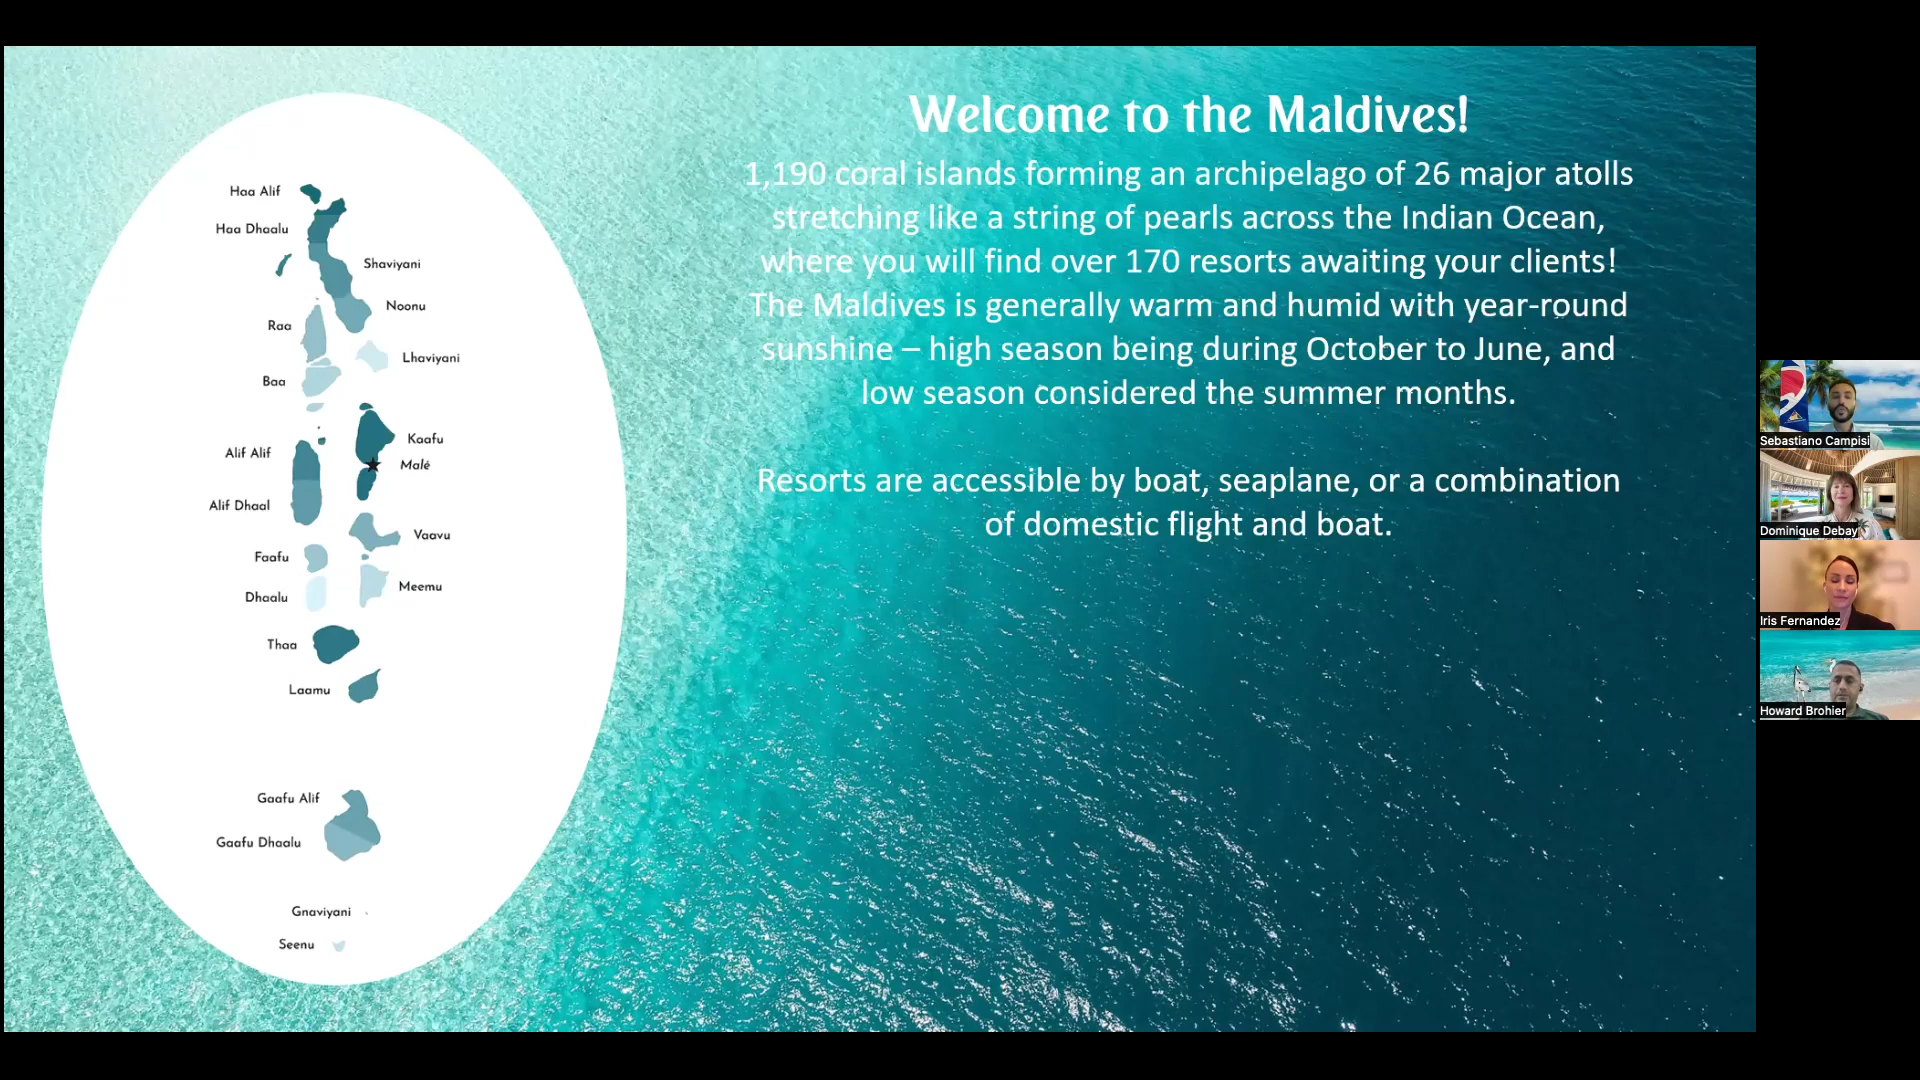 Welcome to the Maldives!
1,190 coral islands forming an archipelago of 26 major atolls
stretching like a string of pearls across the Indian Ocean,
where you will find over 170 resorts awaiting your clients!
The Maldives is generally warm and humid with year-round
sunshine – high season being during October to June, and
low season considered the summer months.
Resorts are accessible by boat, seaplane, or a combination
of domestic flight and boat.
Haa Alif
Haa Dhaalu
Shaviyani
Noonu
Raa
Lhaviyani
Baa
Kaafu
Alif Alif
Malé
Alif Dhaal
Vaavu
Faafu
Meemu
Dhaalu
Thaa
Laamu
Gaafu Alif
Gaafu Dhaalu
Gnaviyani
Seenu
Sebastiano Campisi
Dominique Debay
Iris Fernandez
Howard Brohier